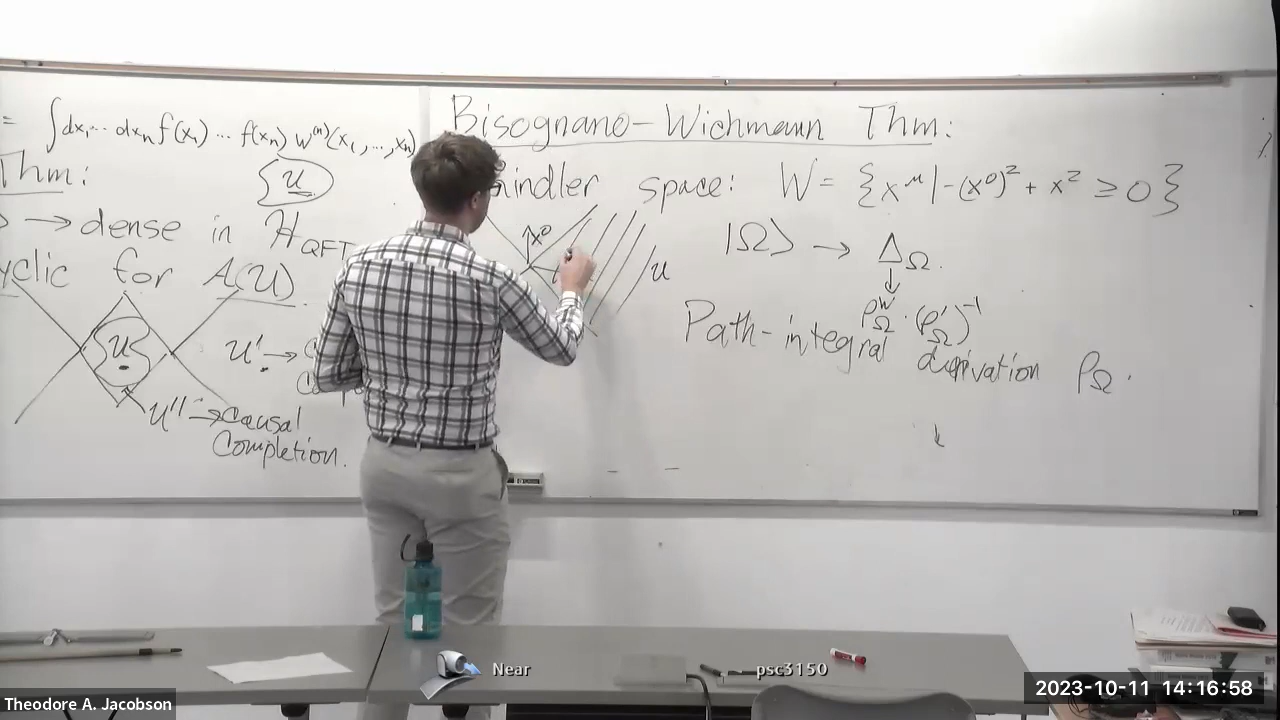 = ∫dx₁... dxₙ f(x₁) ... f(xₙ) w⁽ⁿ⁾(x₁, ..., xₙ)
Thm:
{U}
→ dense in H_QFT
cyclic for A(U).
U
U' →
U'' → Causal
Completion.
Bisognano-Wichmann Thm:
Rindler space: W = {x^μ | -(x⁰)² + x² ≥ 0}
x⁰
U
|Ω⟩ → Δ_Ω.
↓
ρ_Ω^W · (ρ'_Ω)⁻¹
Path-integral derivation ρ_Ω.
Near
psc3150
2023-10-11 14:16:58
Theodore A. Jacobson